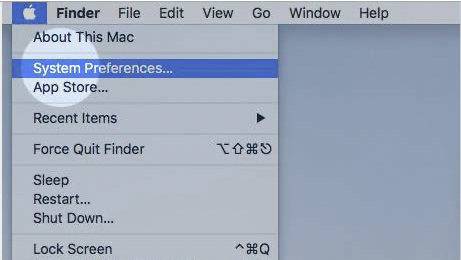 Finder File Edit View Go Window Help
About This Mac
System Preferences...
App Store...
Recent Items ▶
Force Quit Finder ⌥⇧⌘⎋
Sleep
Restart...
Shut Down...
Lock Screen ^⌘Q